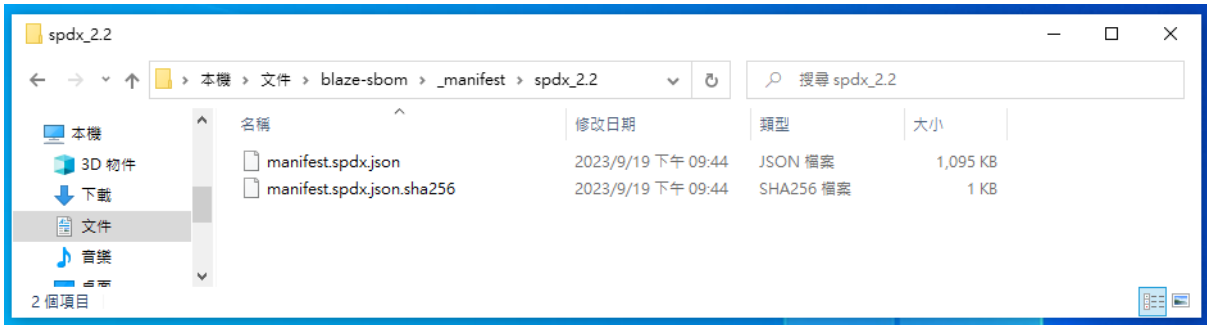 spdx_2.2
本機 > 文件 > blaze-sbom > _manifest > spdx_2.2
搜尋 spdx_2.2
本機
3D 物件
下載
文件
音樂
名稱 修改日期 類型 大小
manifest.spdx.json 2023/9/19 下午 09:44 JSON 檔案 1,095 KB
manifest.spdx.json.sha256 2023/9/19 下午 09:44 SHA256 檔案 1 KB
2 個項目